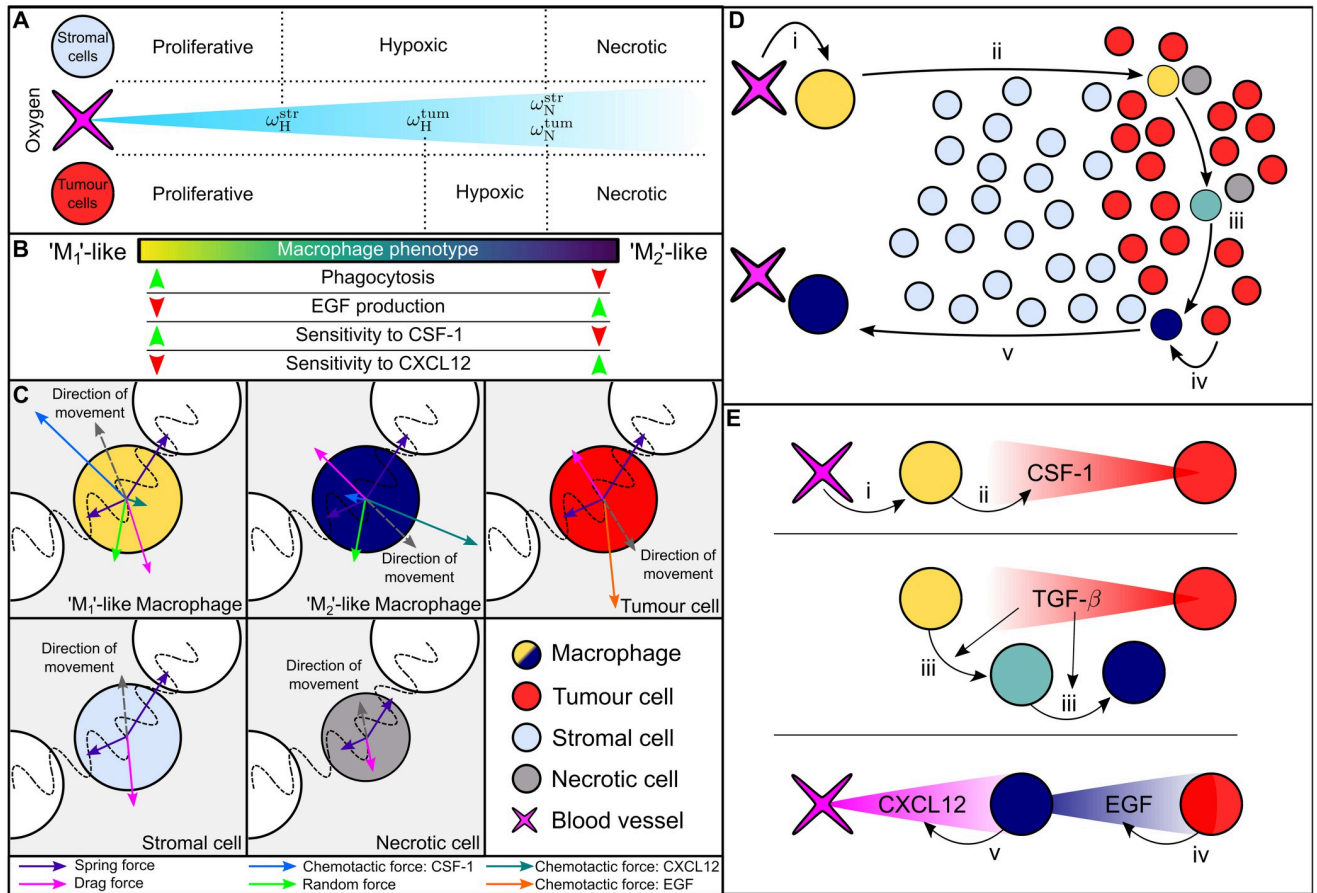 A
Stromal
cells
Proliferative
Hypoxic
Necrotic
Oxygen
ω_H^str
ω_H^tum
ω_N^str
ω_N^tum
Tumour
cells
Proliferative
Hypoxic
Necrotic
B
'M₁'-like
Macrophage phenotype
'M₂'-like
Phagocytosis
EGF production
Sensitivity to CSF-1
Sensitivity to CXCL12
C
Direction of
movement
'M₁'-like Macrophage
Direction of
movement
'M₂'-like Macrophage
Direction of
movement
Tumour cell
Direction of
movement
Stromal cell
Direction of
movement
Necrotic cell
Macrophage
Tumour cell
Stromal cell
Necrotic cell
Blood vessel
Spring force
Chemotactic force: CSF-1
Chemotactic force: CXCL12
Drag force
Random force
Chemotactic force: EGF
D
i
ii
iii
iv
v
E
CSF-1
i
ii
TGF-β
iii
iii
CXCL12
EGF
v
iv